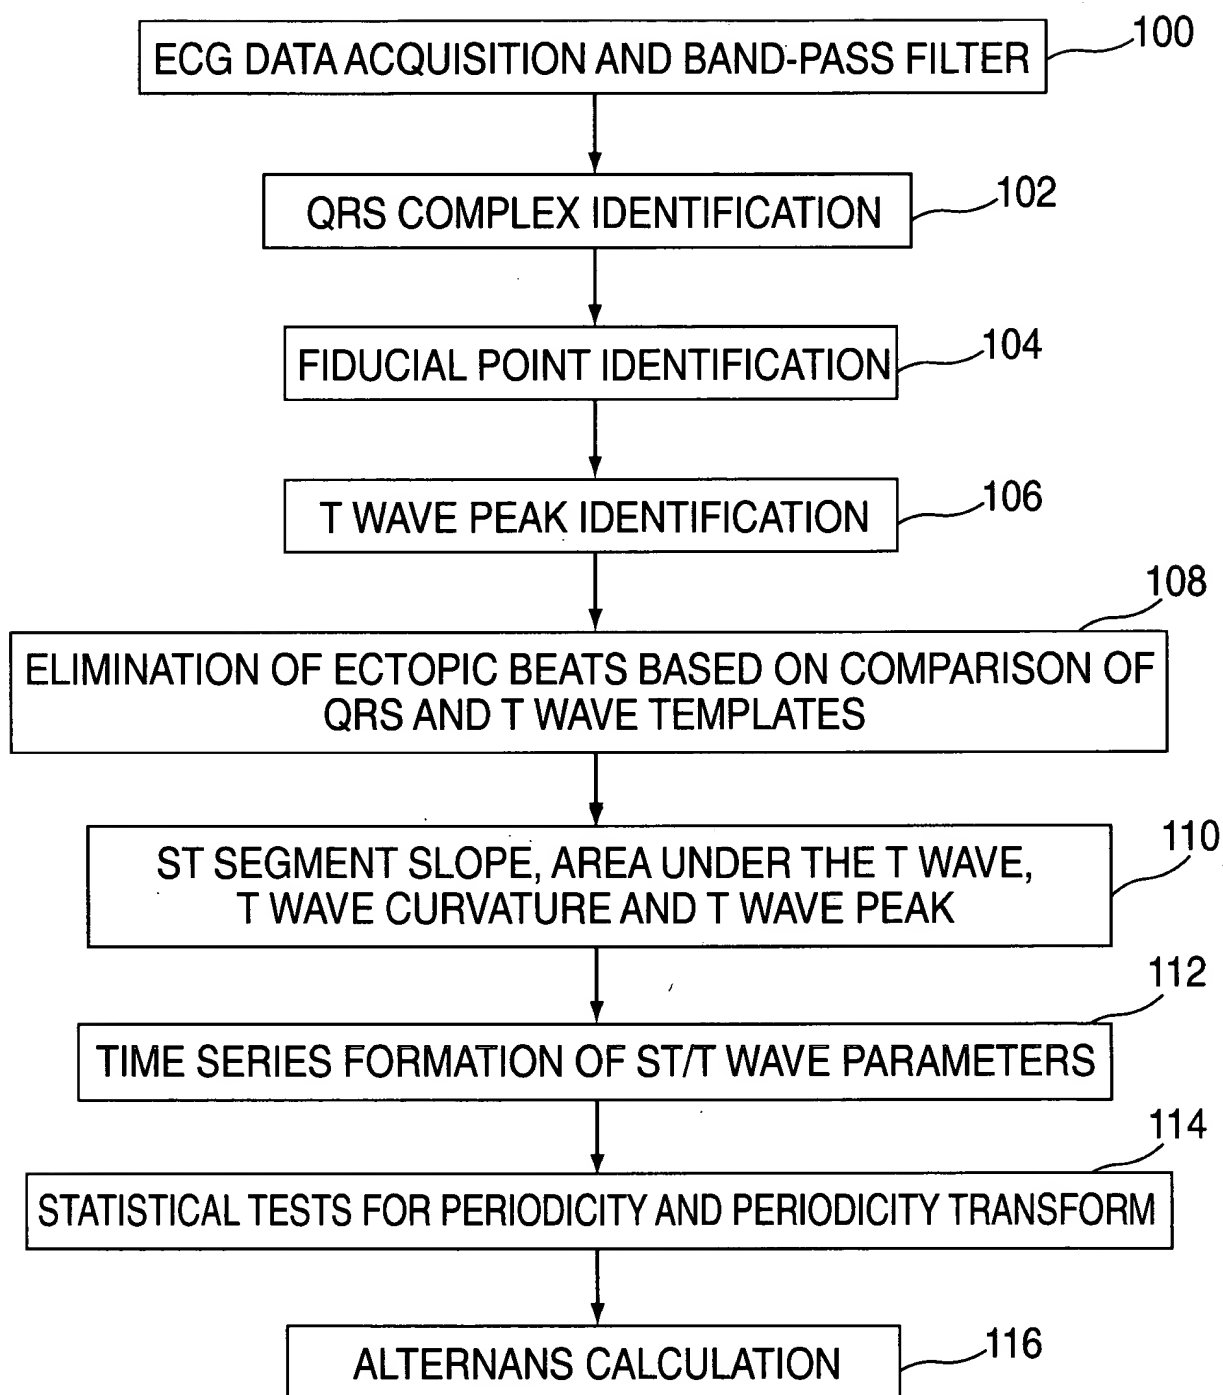 ECG DATA ACQUISITION AND BAND-PASS FILTER
100
QRS COMPLEX IDENTIFICATION
102
FIDUCIAL POINT IDENTIFICATION
104
T WAVE PEAK IDENTIFICATION
106
108
ELIMINATION OF ECTOPIC BEATS BASED ON COMPARISON OF
QRS AND T WAVE TEMPLATES
110
ST SEGMENT SLOPE, AREA UNDER THE T WAVE,
T WAVE CURVATURE AND T WAVE PEAK
112
TIME SERIES FORMATION OF ST/T WAVE PARAMETERS
114
STATISTICAL TESTS FOR PERIODICITY AND PERIODICITY TRANSFORM
ALTERNANS CALCULATION
116